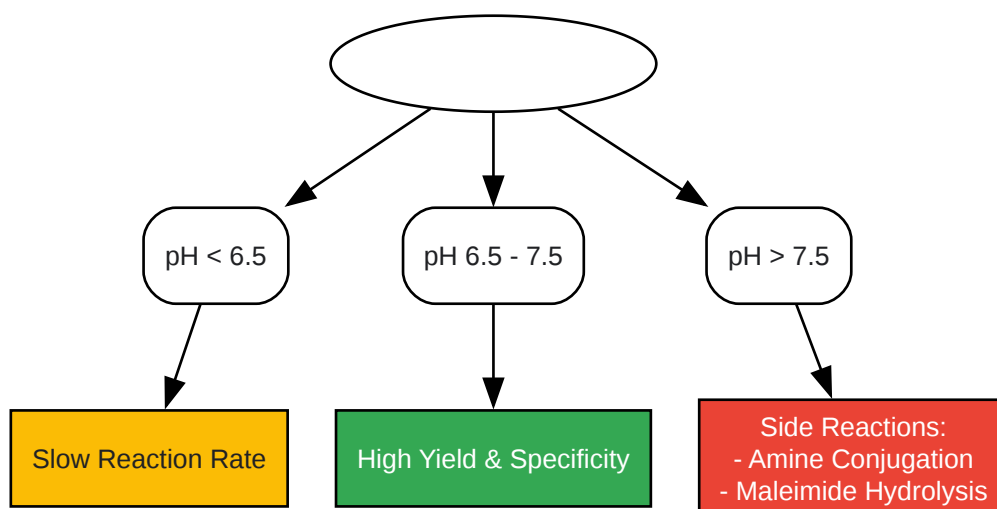 pH < 6.5
pH 6.5 - 7.5
pH > 7.5
Slow Reaction Rate
High Yield & Specificity
Side Reactions:
- Amine Conjugation
- Maleimide Hydrolysis